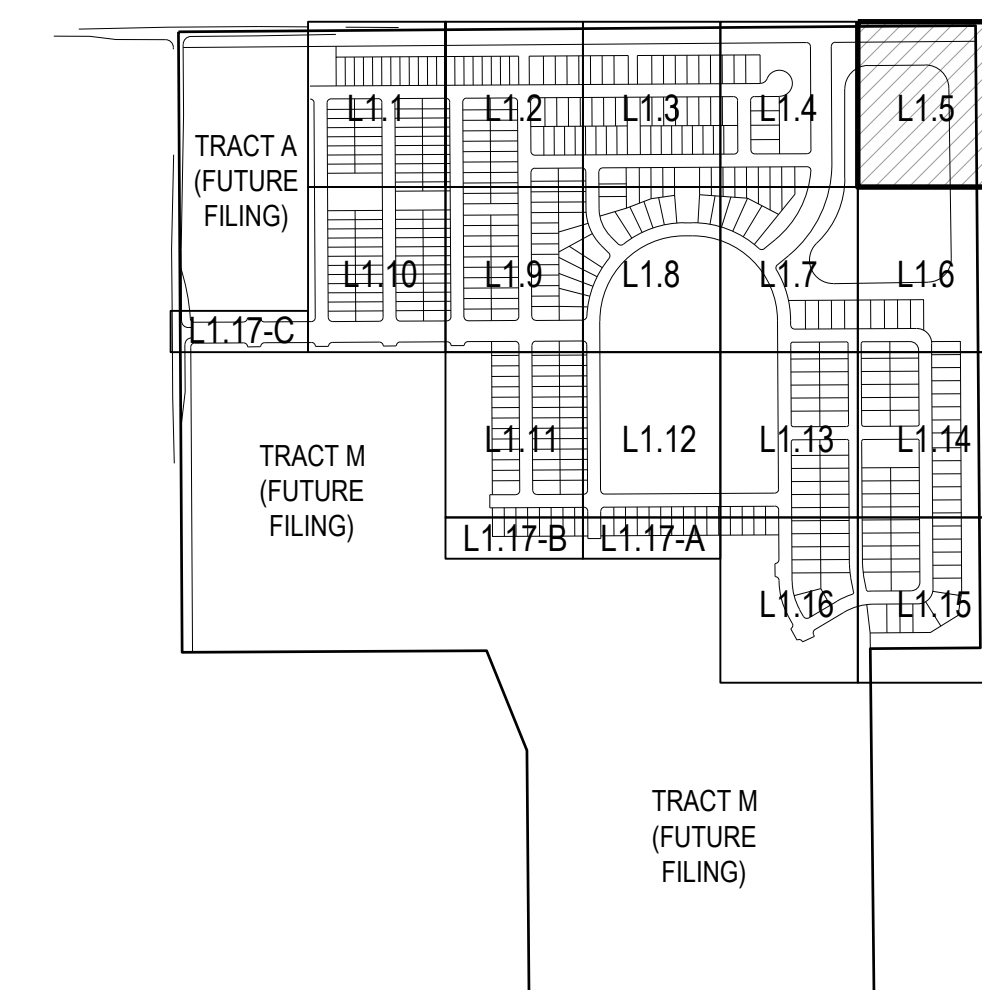 L1.1
L1.2
L1.3
L1.4
L1.5
TRACT A
(FUTURE
FILING)
L1.10
L1.9
L1.8
L1.7
L1.6
L1.17-C
L1.11
L1.12
L1.13
L1.14
TRACT M
(FUTURE
FILING)
L1.17-B
L1.17-A
L1.16
L1.15
TRACT M
(FUTURE
FILING)